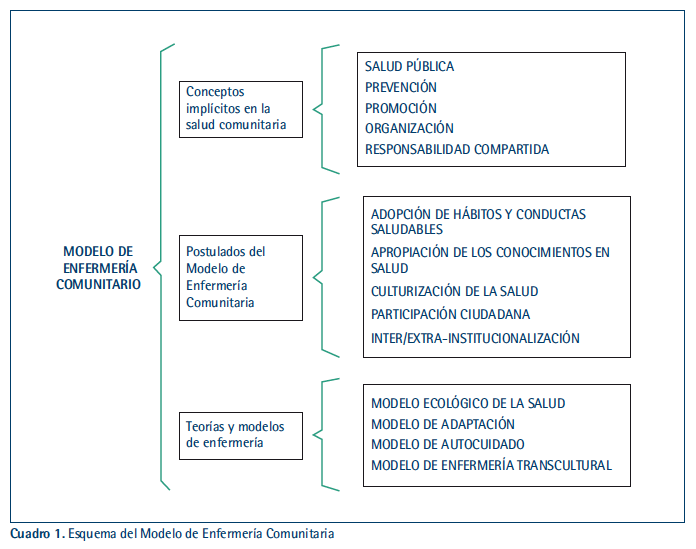 Conceptos
implícitos en la
salud comunitaria
SALUD PÚBLICA
PREVENCIÓN
PROMOCIÓN
ORGANIZACIÓN
RESPONSABILIDAD COMPARTIDA
MODELO DE
ENFERMERÍA
COMUNITARIO
Postulados del
Modelo de
Enfermería
Comunitaria
ADOPCIÓN DE HÁBITOS Y CONDUCTAS
SALUDABLES
APROPIACIÓN DE LOS CONOCIMIENTOS EN
SALUD
CULTURIZACIÓN DE LA SALUD
PARTICIPACIÓN CIUDADANA
INTER/EXTRA-INSTITUCIONALIZACIÓN
Teorías y modelos
de enfermería
MODELO ECOLÓGICO DE LA SALUD
MODELO DE ADAPTACIÓN
MODELO DE AUTOCUIDADO
MODELO DE ENFERMERÍA TRANSCULTURAL
Cuadro 1. Esquema del Modelo de Enfermería Comunitaria